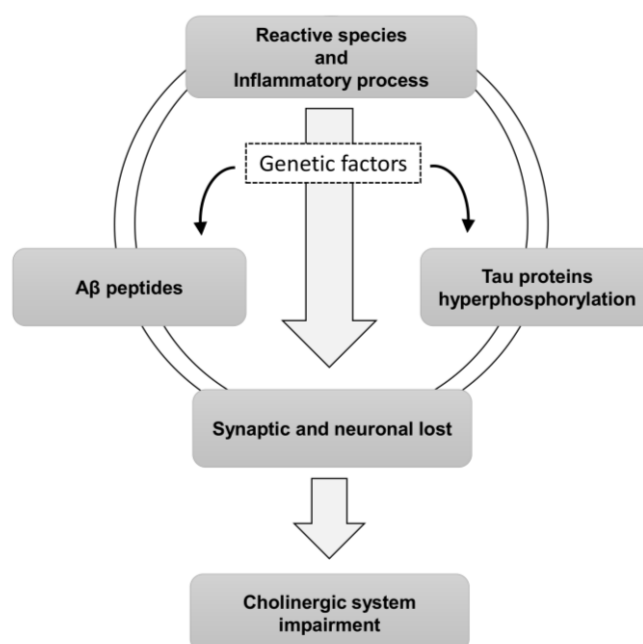 Reactive species
and
Inflammatory process
Genetic factors
Aβ peptides
Tau proteins
hyperphosphorylation
Synaptic and neuronal lost
Cholinergic system
impairment